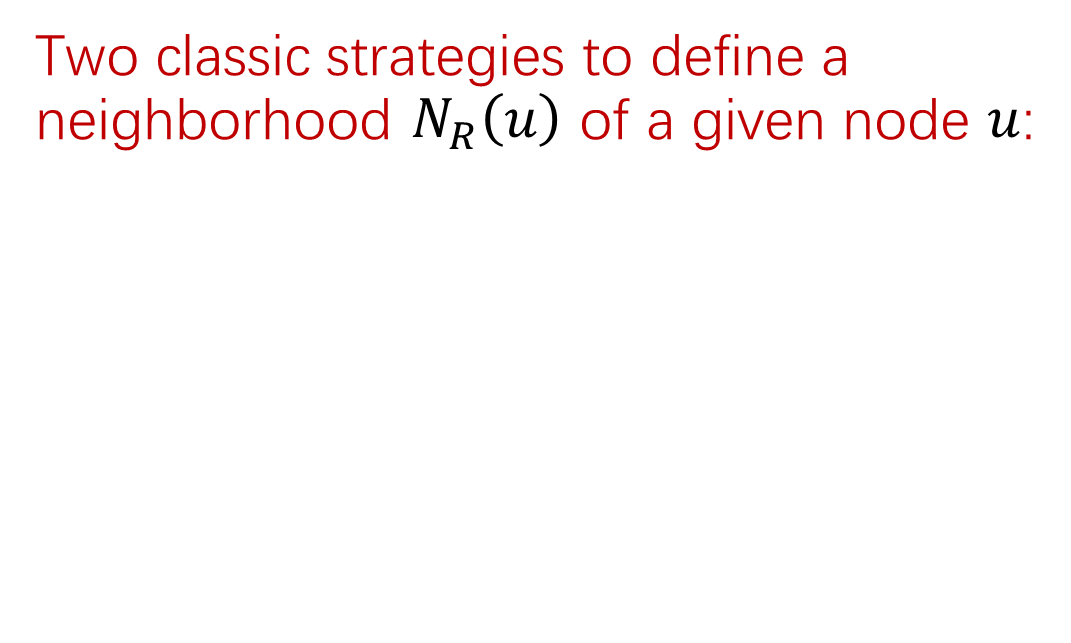 Two classic strategies to define a
neighborhood N_R(u) of a given node u: